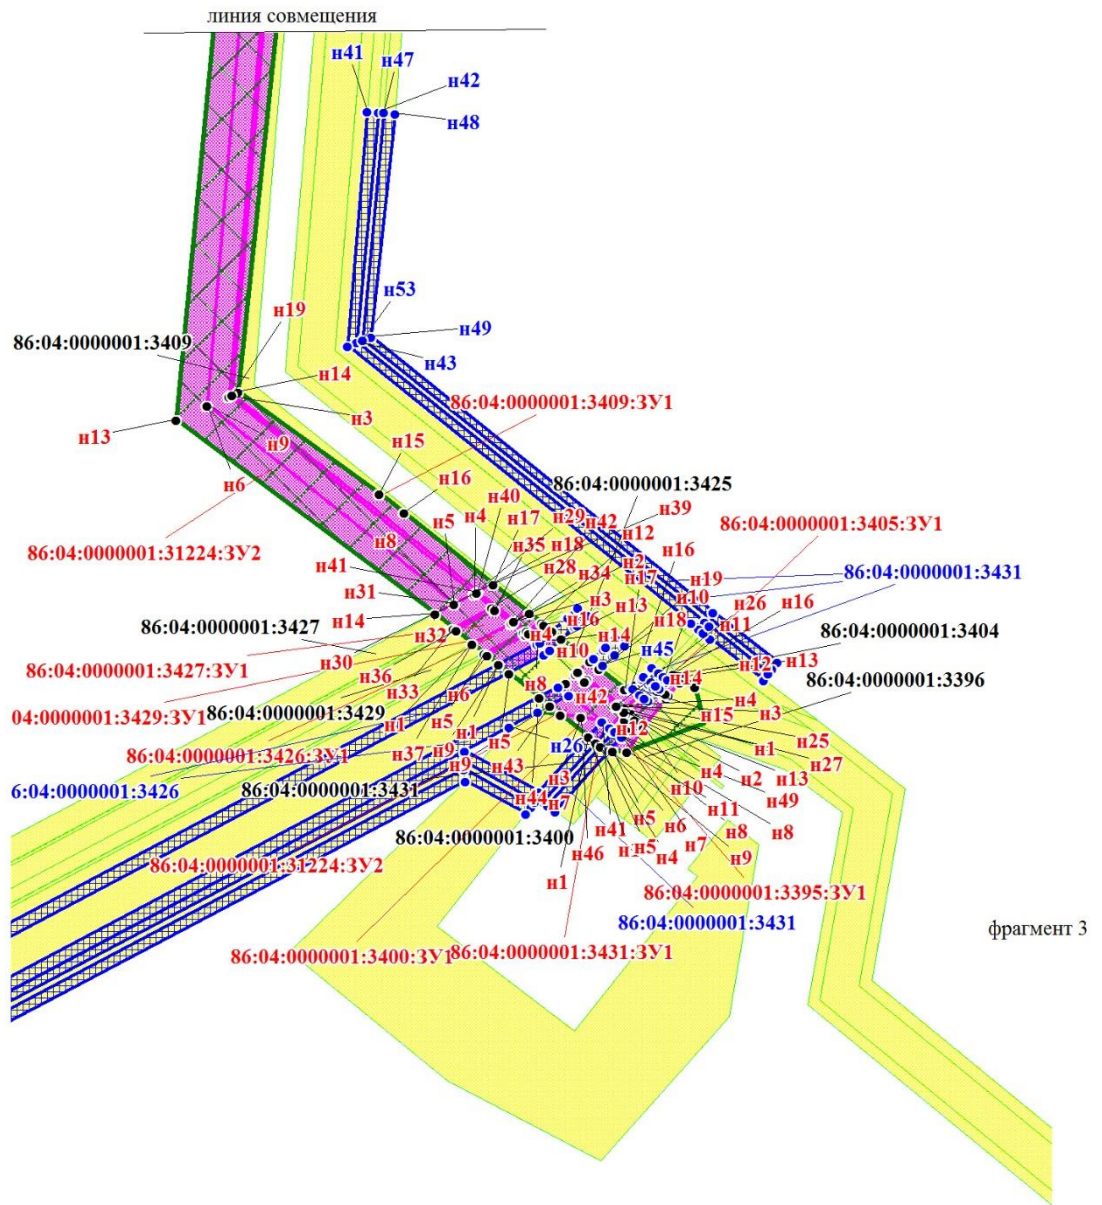 линия совмещения
н41
н47
н42
н48
н53
н19
н49
86:04:0000001:3409
н43
н14
86:04:0000001:3409:ЗУ1
н3
н13
н9
н15
н6
86:04:0000001:3425
н16
н40
н39
н5
н4
н17
н29
н42
86:04:0000001:3405:ЗУ1
н12
н8
н35
н18
н16
86:04:0000001:31224:ЗУ2
н28
н2
н41
н34
н17
н19
86:04:0000001:3431
н31
н3
н10
н26
н14
н16
н13
н16
н11
86:04:0000001:3427
н32
н4
н14
н18
86:04:0000001:3404
н30
н10
н45
86:04:0000001:3427:ЗУ1
н12
н13
н36
н14
86:04:0000001:3396
н33
н6
н8
н42
н4
04:0000001:3429:ЗУ1
86:04:0000001:3429
н3
н15
н1
н5
н1
н12
н25
н37
н9
н5
н26
н1
86:04:0000001:3426:ЗУ1
н27
н9
н43
н4
н13
6:04:0000001:3426
86:04:0000001:3431
н3
н2
н10
н49
н44
н7
н11
86:04:0000001:3400
н5
н6
н8
н8
н41
86:04:0000001:31224:ЗУ2
н46
н5
н4
н7
н9
н1
86:04:0000001:3395:ЗУ1
86:04:0000001:3431
фрагмент 3
86:04:0000001:3400:ЗУ1
86:04:0000001:3431:ЗУ1